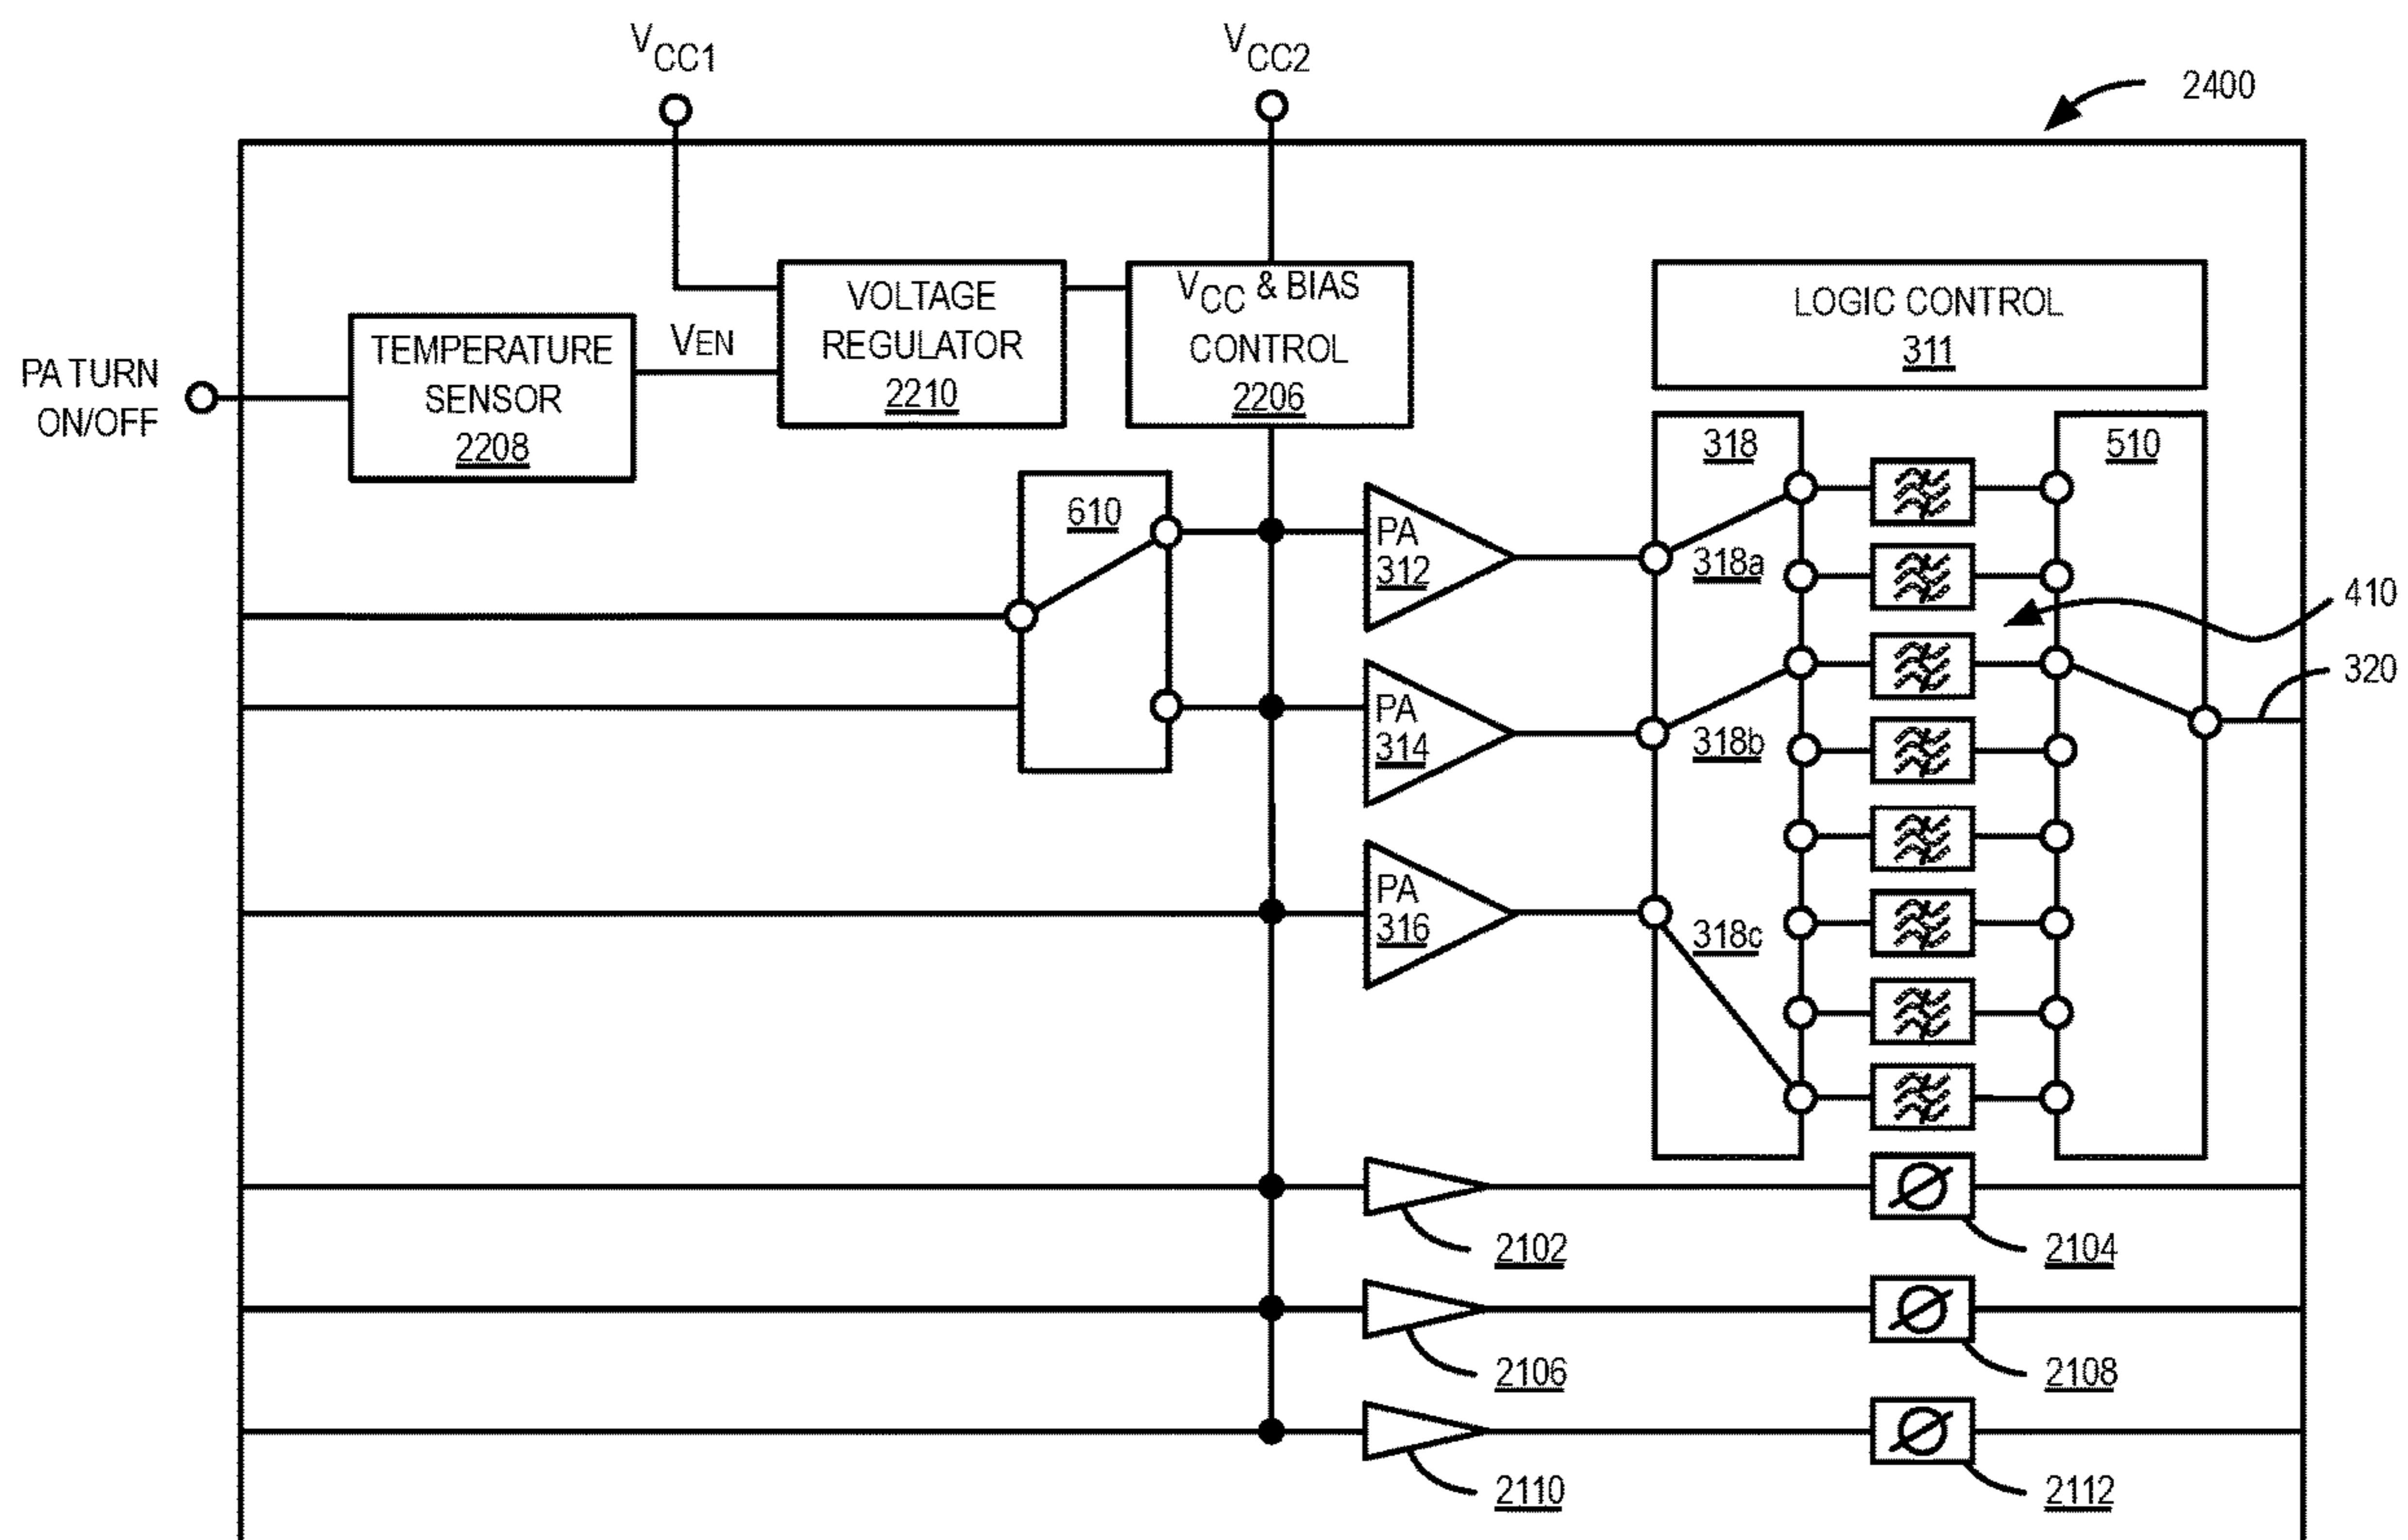 VCC1
VCC2
2400
PA TURN
ON/OFF
TEMPERATURE
SENSOR
2208
VEN
VOLTAGE
REGULATOR
2210
VCC & BIAS
CONTROL
2206
LOGIC CONTROL
311
610
PA
312
318
318a
510
410
320
PA
314
318b
PA
316
318c
2102
2104
2106
2108
2110
2112